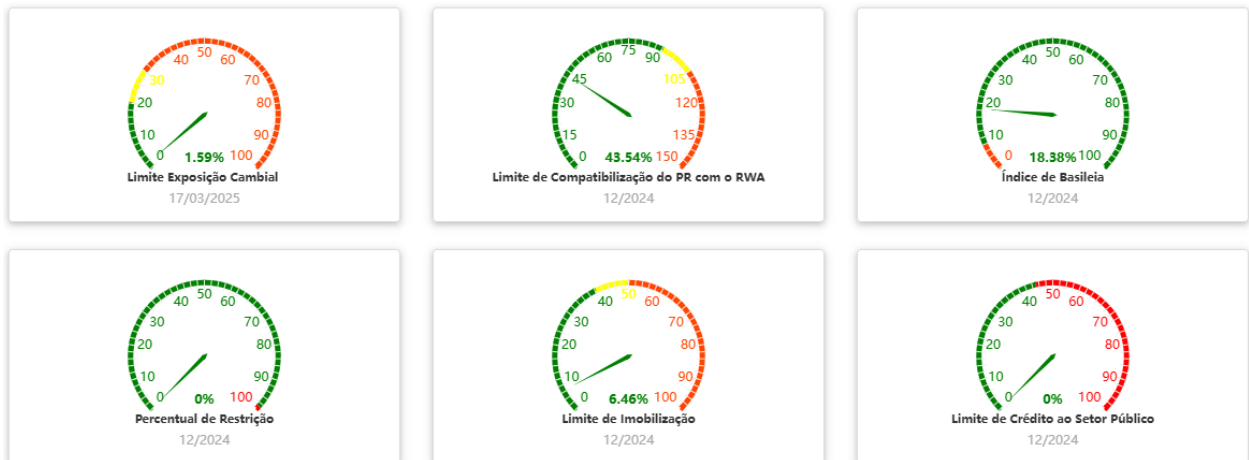 0 10 20 30 40 50 60 70 80 90 100
1.59%
Limite Exposição Cambial
17/03/2025
0 15 30 45 60 75 90 105 120 135 150
43.54%
Limite de Compatibilização do PR com o RWA
12/2024
0 10 20 30 40 50 60 70 80 90 100
18.38%
Índice de Basileia
12/2024
0 10 20 30 40 50 60 70 80 90 100
0%
Percentual de Restrição
12/2024
0 10 20 30 40 50 60 70 80 90 100
6.46%
Limite de Imobilização
12/2024
0 10 20 30 40 50 60 70 80 90 100
0%
Limite de Crédito ao Setor Público
12/2024